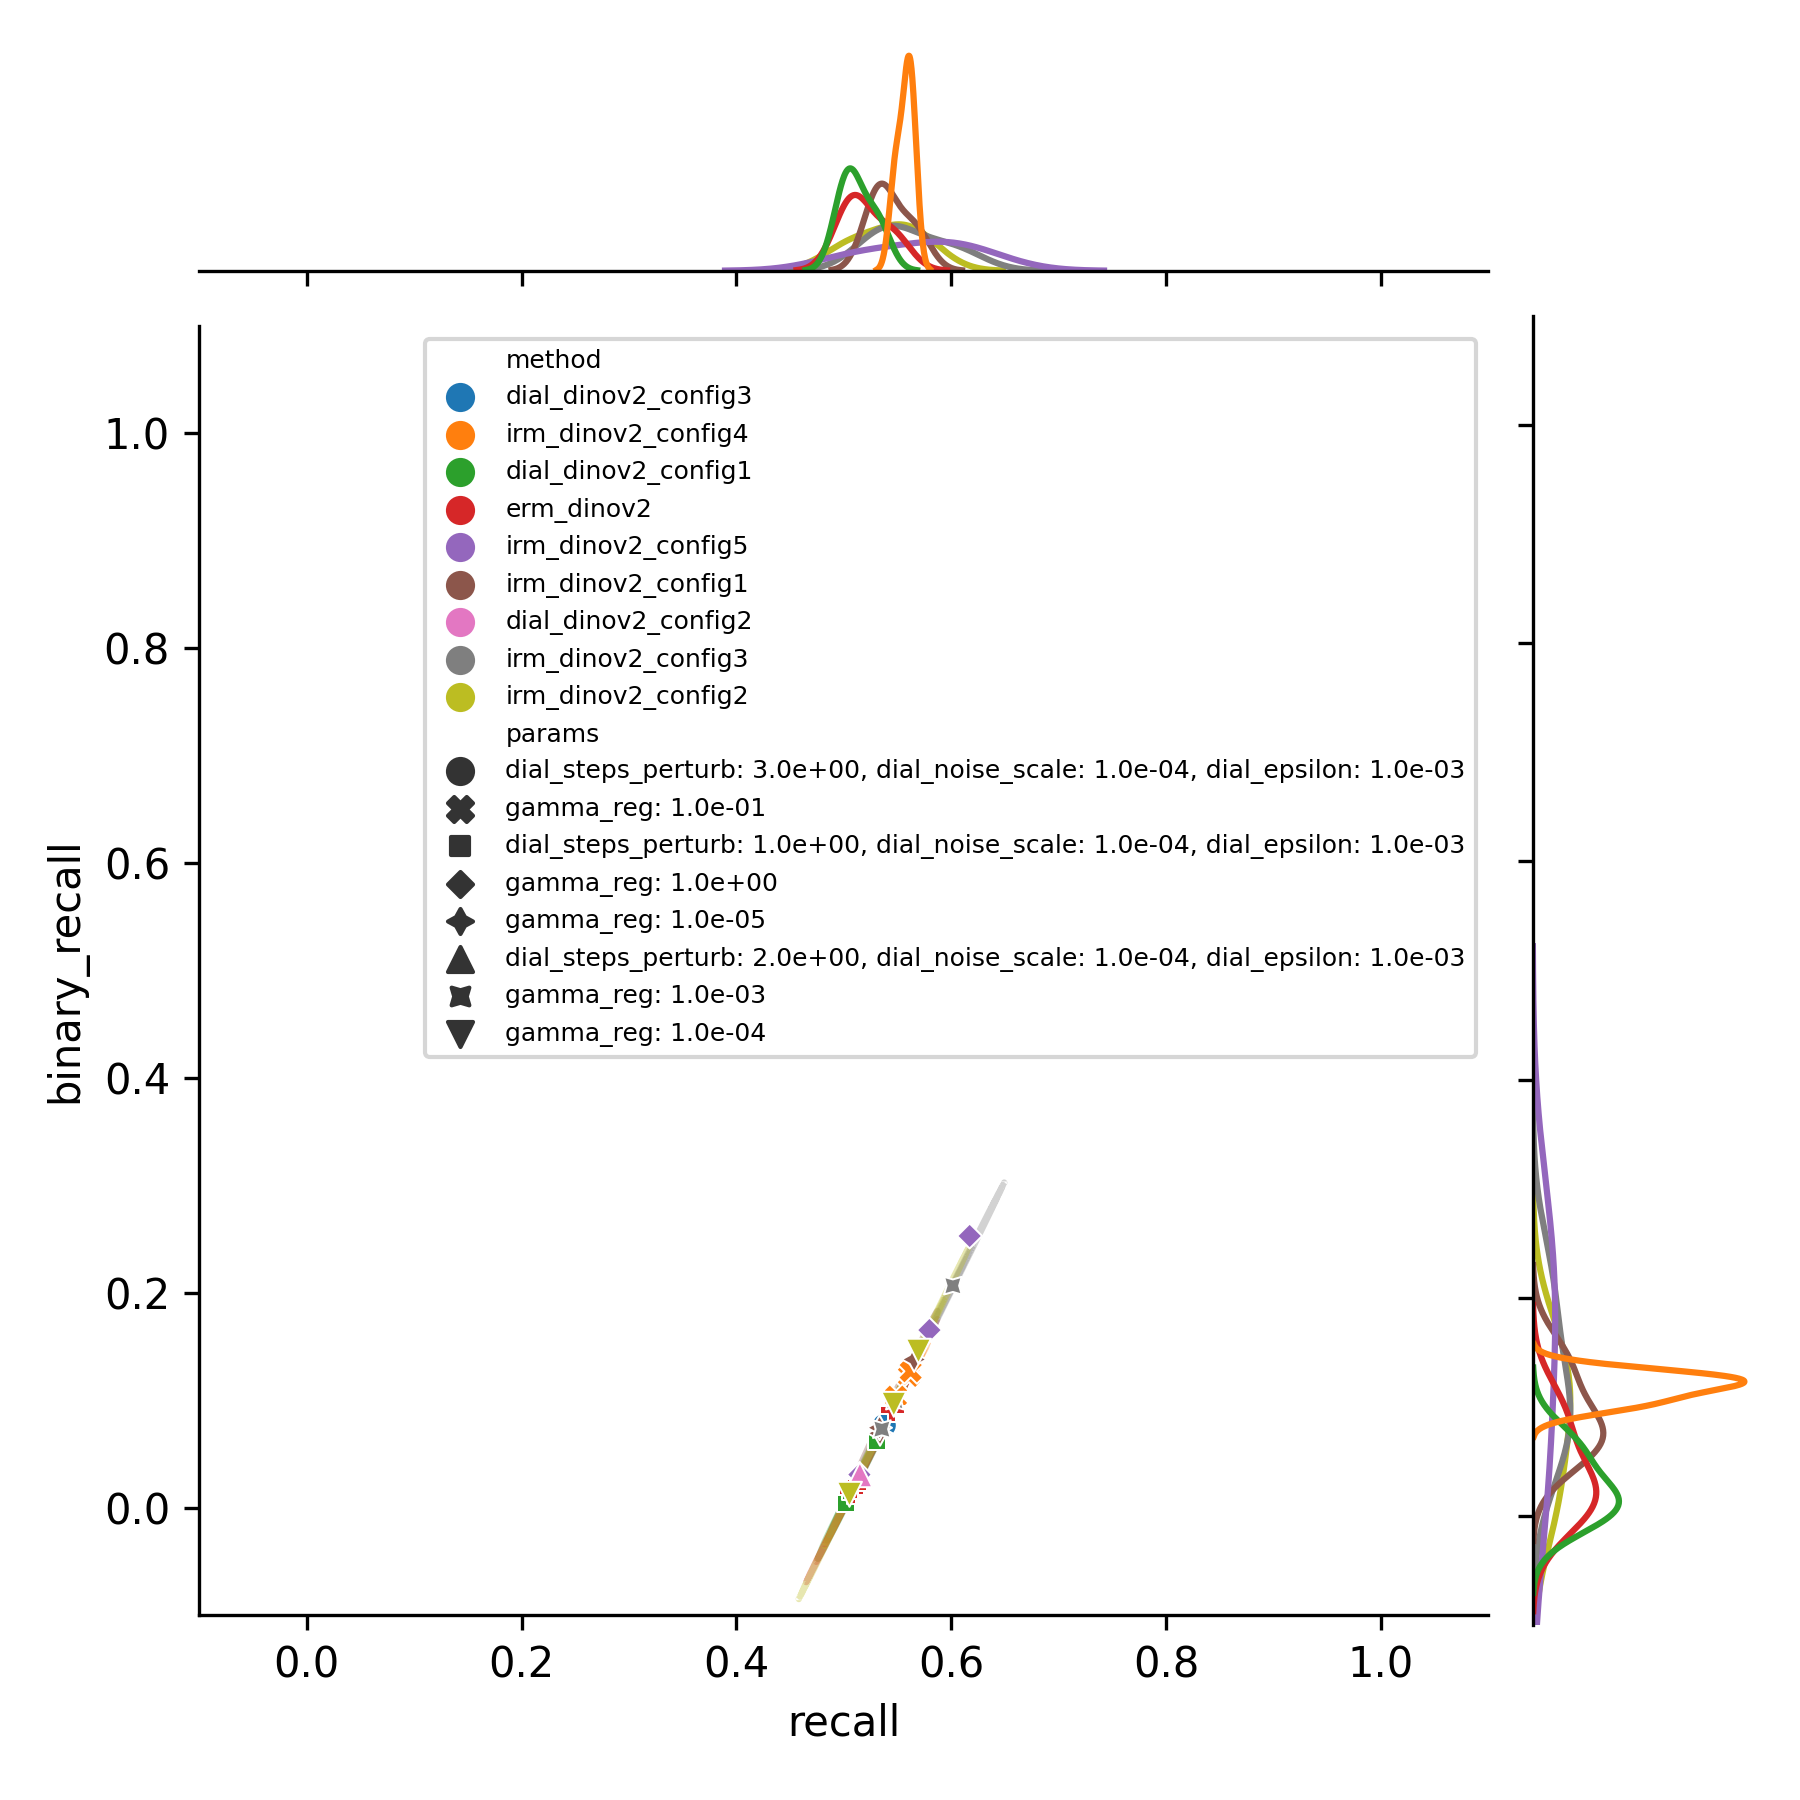 method
dial_dinov2_config3
irm_dinov2_config4
dial_dinov2_config1
erm_dinov2
irm_dinov2_config5
irm_dinov2_config1
dial_dinov2_config2
irm_dinov2_config3
irm_dinov2_config2
params
dial_steps_perturb: 3.0e+00, dial_noise_scale: 1.0e-04, dial_epsilon: 1.0e-03
gamma_reg: 1.0e-01
dial_steps_perturb: 1.0e+00, dial_noise_scale: 1.0e-04, dial_epsilon: 1.0e-03
gamma_reg: 1.0e+00
gamma_reg: 1.0e-05
dial_steps_perturb: 2.0e+00, dial_noise_scale: 1.0e-04, dial_epsilon: 1.0e-03
gamma_reg: 1.0e-03
gamma_reg: 1.0e-04
binary_recall
1.0
0.8
0.6
0.4
0.2
0.0
0.0 0.2 0.4 0.6 0.8 1.0
recall